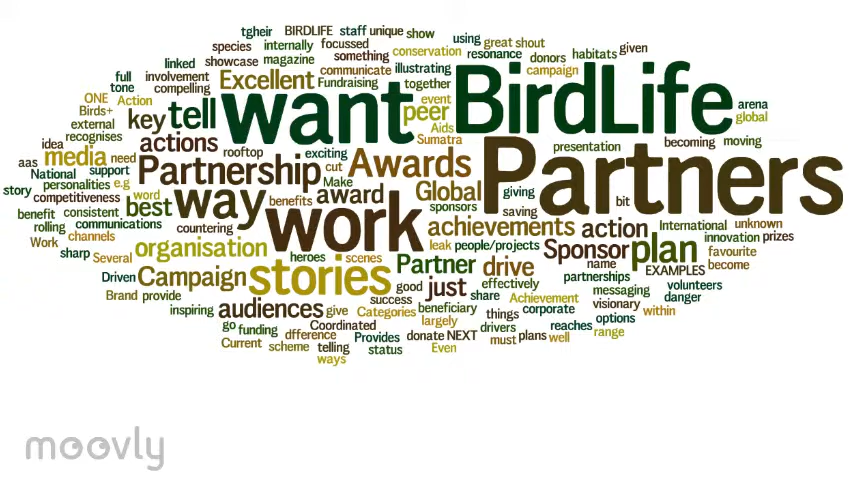 tgheir BIRDLIFE staff unique show
species internally focussed using great shout
linked showcase magazine something conservation resonance donors habitats given
full involvement communicate illustrating campaign
tone compelling Excellent Fundraising together
want BirdLife
ONE Action event arena
Birds+ key tell peer global
external Aids
recognises actions Sumatra becoming moving
idea rooftop exciting presentation
aas media need Partnership cut Awards Partners
National support Make
story personalities e.g way award Global giving
competitiveness word benefits sponsors bit
benefit consistent best work saving
rolling communications countering achievements action International unknown
Work channels organisation leak people/projects Sponsor plan innovation prizes
sharp Several heroes scenes Partner drive name favourite
Driven Campaign stories good just effectively partnerships EXAMPLES become
Brand provide success share Achievement messaging volunteers
inspiring audiences give Categories beneficiary things corporate visionary danger within
go funding Coordinated largely drivers reaches options
Current dfference Provides donate NEXT must plans well range
scheme telling status Even
ways
moovly